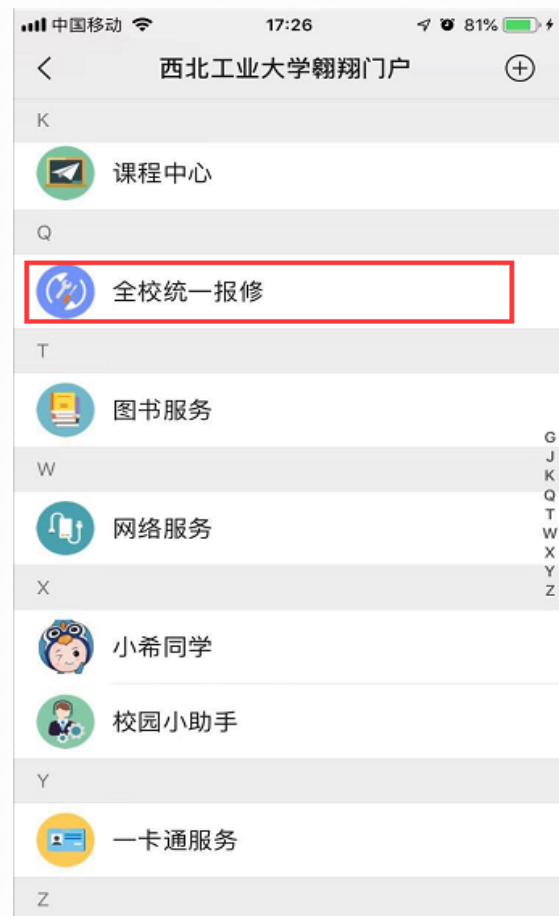 中国移动 17:26 81%
西北工业大学翱翔门户
K
课程中心
Q
全校统一报修
T
图书服务
W
网络服务
X
小希同学
校园小助手
Y
一卡通服务
Z
G
J
K
Q
T
W
X
Y
Z